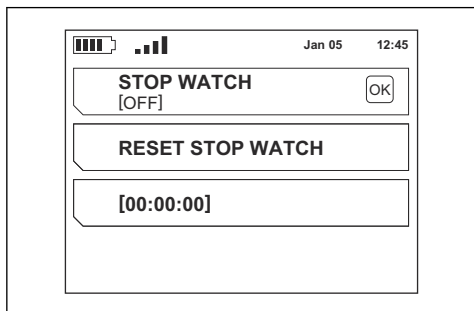 Jan 05 12:45
STOP WATCH
[OFF]
OK
RESET STOP WATCH
[00:00:00]